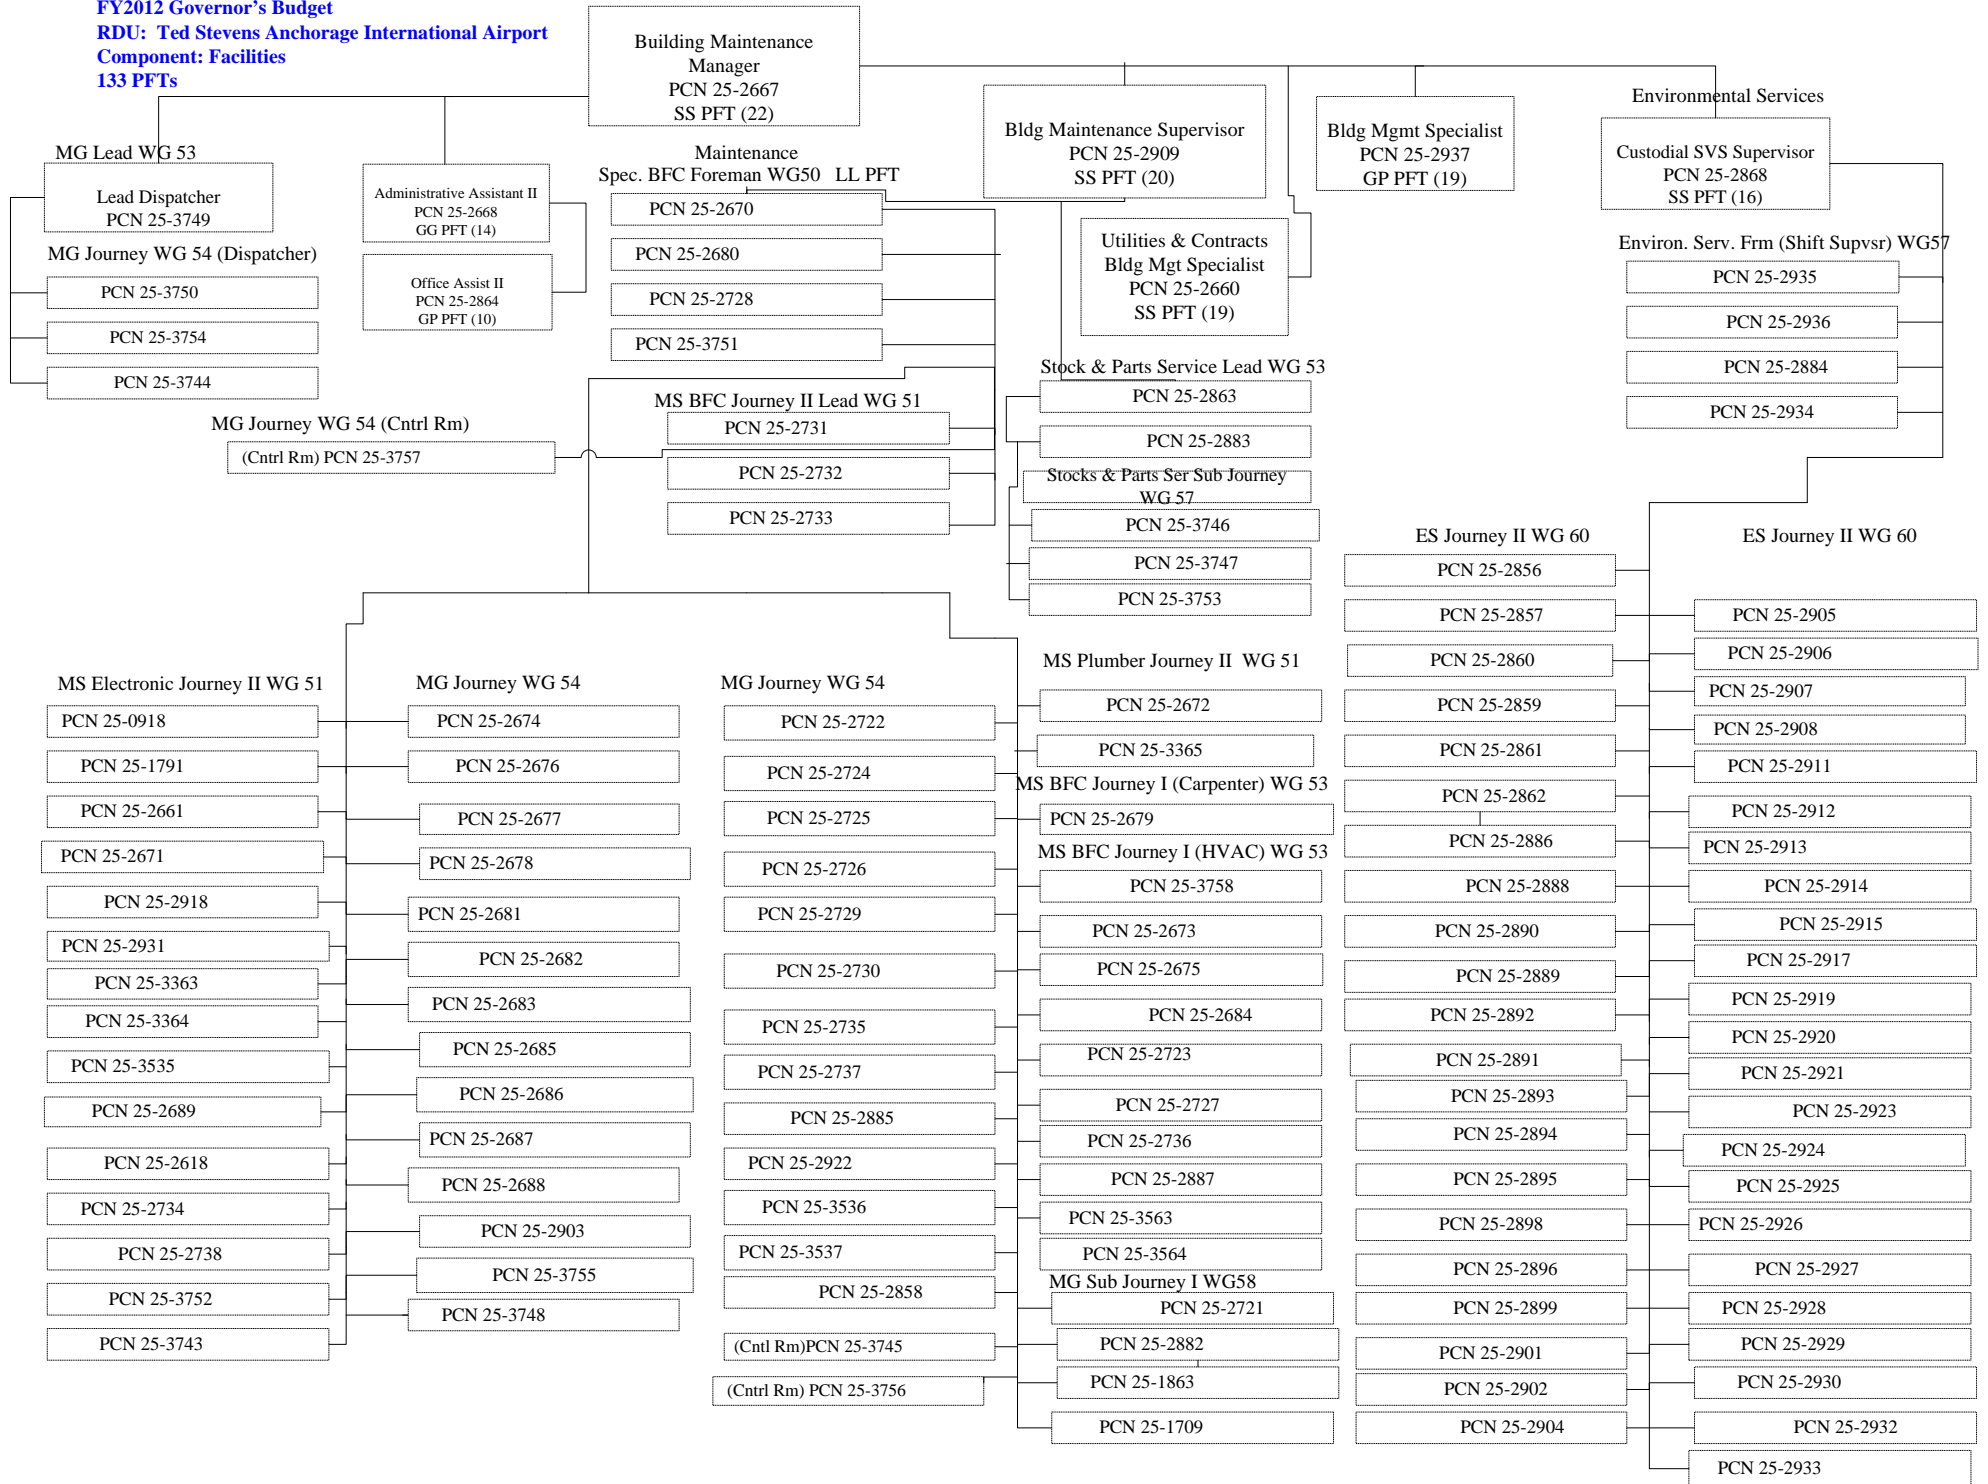 FY2012 Governor's Budget
RDU: Ted Stevens Anchorage International Airport
Component: Facilities
133 PFTs
Building Maintenance
Manager
PCN 25-2667
SS PFT (22)
MG Lead WG 53
Lead Dispatcher
PCN 25-3749
MG Journey WG 54 (Dispatcher)
PCN 25-3750
PCN 25-3754
PCN 25-3744
Administrative Assistant II
PCN 25-2668
GG PFT (14)
Office Assist II
PCN 25-2864
GP PFT (10)
Maintenance
Spec. BFC Foreman WG50 LL PFT
PCN 25-2670
PCN 25-2680
PCN 25-2728
PCN 25-3751
Bldg Maintenance Supervisor
PCN 25-2909
SS PFT (20)
Utilities & Contracts
Bldg Mgt Specialist
PCN 25-2660
SS PFT (19)
Bldg Mgmt Specialist
PCN 25-2937
GP PFT (19)
Environmental Services
Custodial SVS Supervisor
PCN 25-2868
SS PFT (16)
Environ. Serv. Frm (Shift Supvsr) WG57
PCN 25-2935
PCN 25-2936
PCN 25-2884
PCN 25-2934
MG Journey WG 54 (Cntrl Rm)
(Cntrl Rm) PCN 25-3757
MS BFC Journey II Lead WG 51
PCN 25-2731
PCN 25-2732
PCN 25-2733
Stock & Parts Service Lead WG 53
PCN 25-2863
PCN 25-2883
Stocks & Parts Ser Sub Journey
WG 57
PCN 25-3746
PCN 25-3747
PCN 25-3753
MS Electronic Journey II WG 51
PCN 25-0918
PCN 25-1791
PCN 25-2661
PCN 25-2671
PCN 25-2918
PCN 25-2931
PCN 25-3363
PCN 25-3364
PCN 25-3535
PCN 25-2689
PCN 25-2618
PCN 25-2734
PCN 25-2738
PCN 25-3752
PCN 25-3743
MG Journey WG 54
PCN 25-2674
PCN 25-2676
PCN 25-2677
PCN 25-2678
PCN 25-2681
PCN 25-2682
PCN 25-2683
PCN 25-2685
PCN 25-2686
PCN 25-2687
PCN 25-2688
PCN 25-2903
PCN 25-3755
PCN 25-3748
MG Journey WG 54
PCN 25-2722
PCN 25-2724
PCN 25-2725
PCN 25-2726
PCN 25-2729
PCN 25-2730
PCN 25-2735
PCN 25-2737
PCN 25-2885
PCN 25-2922
PCN 25-3536
PCN 25-3537
PCN 25-2858
(Cntl Rm)PCN 25-3745
(Cntrl Rm) PCN 25-3756
MS Plumber Journey II WG 51
PCN 25-2672
PCN 25-3365
MS BFC Journey I (Carpenter) WG 53
PCN 25-2679
MS BFC Journey I (HVAC) WG 53
PCN 25-3758
PCN 25-2673
PCN 25-2675
PCN 25-2684
PCN 25-2723
PCN 25-2727
PCN 25-2736
PCN 25-2887
PCN 25-3563
PCN 25-3564
MG Sub Journey I WG58
PCN 25-2721
PCN 25-2882
PCN 25-1863
PCN 25-1709
ES Journey II WG 60
PCN 25-2856
PCN 25-2857
PCN 25-2860
PCN 25-2859
PCN 25-2861
PCN 25-2862
PCN 25-2886
PCN 25-2888
PCN 25-2890
PCN 25-2889
PCN 25-2892
PCN 25-2891
PCN 25-2893
PCN 25-2894
PCN 25-2895
PCN 25-2898
PCN 25-2896
PCN 25-2899
PCN 25-2901
PCN 25-2902
PCN 25-2904
ES Journey II WG 60
PCN 25-2905
PCN 25-2906
PCN 25-2907
PCN 25-2908
PCN 25-2911
PCN 25-2912
PCN 25-2913
PCN 25-2914
PCN 25-2915
PCN 25-2917
PCN 25-2919
PCN 25-2920
PCN 25-2921
PCN 25-2923
PCN 25-2924
PCN 25-2925
PCN 25-2926
PCN 25-2927
PCN 25-2928
PCN 25-2929
PCN 25-2930
PCN 25-2932
PCN 25-2933